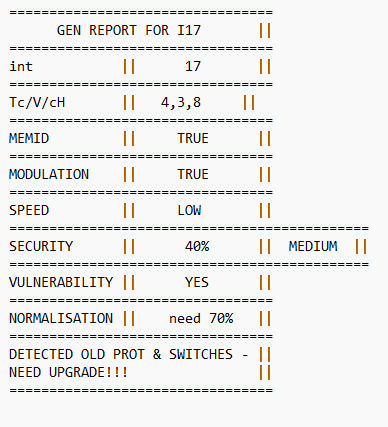 =================================
GEN REPORT FOR I17 ||
=================================
int || 17 ||
=================================
Tc/V/cH || 4,3,8 ||
=================================
MEMID || TRUE ||
=================================
MODULATION || TRUE ||
=================================
SPEED || LOW ||
=============================================
SECURITY || 40% || MEDIUM ||
=============================================
VULNERABILITY || YES ||
=================================
NORMALISATION || need 70% ||
=================================
DETECTED OLD PROT & SWITCHES - ||
NEED UPGRADE!!! ||
=================================